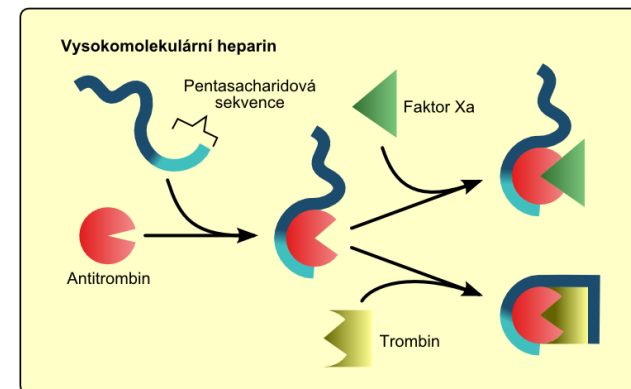 Vysokomolekulární heparin
Pentasacharidová
sekvence
Faktor Xa
Antitrombin
Trombin